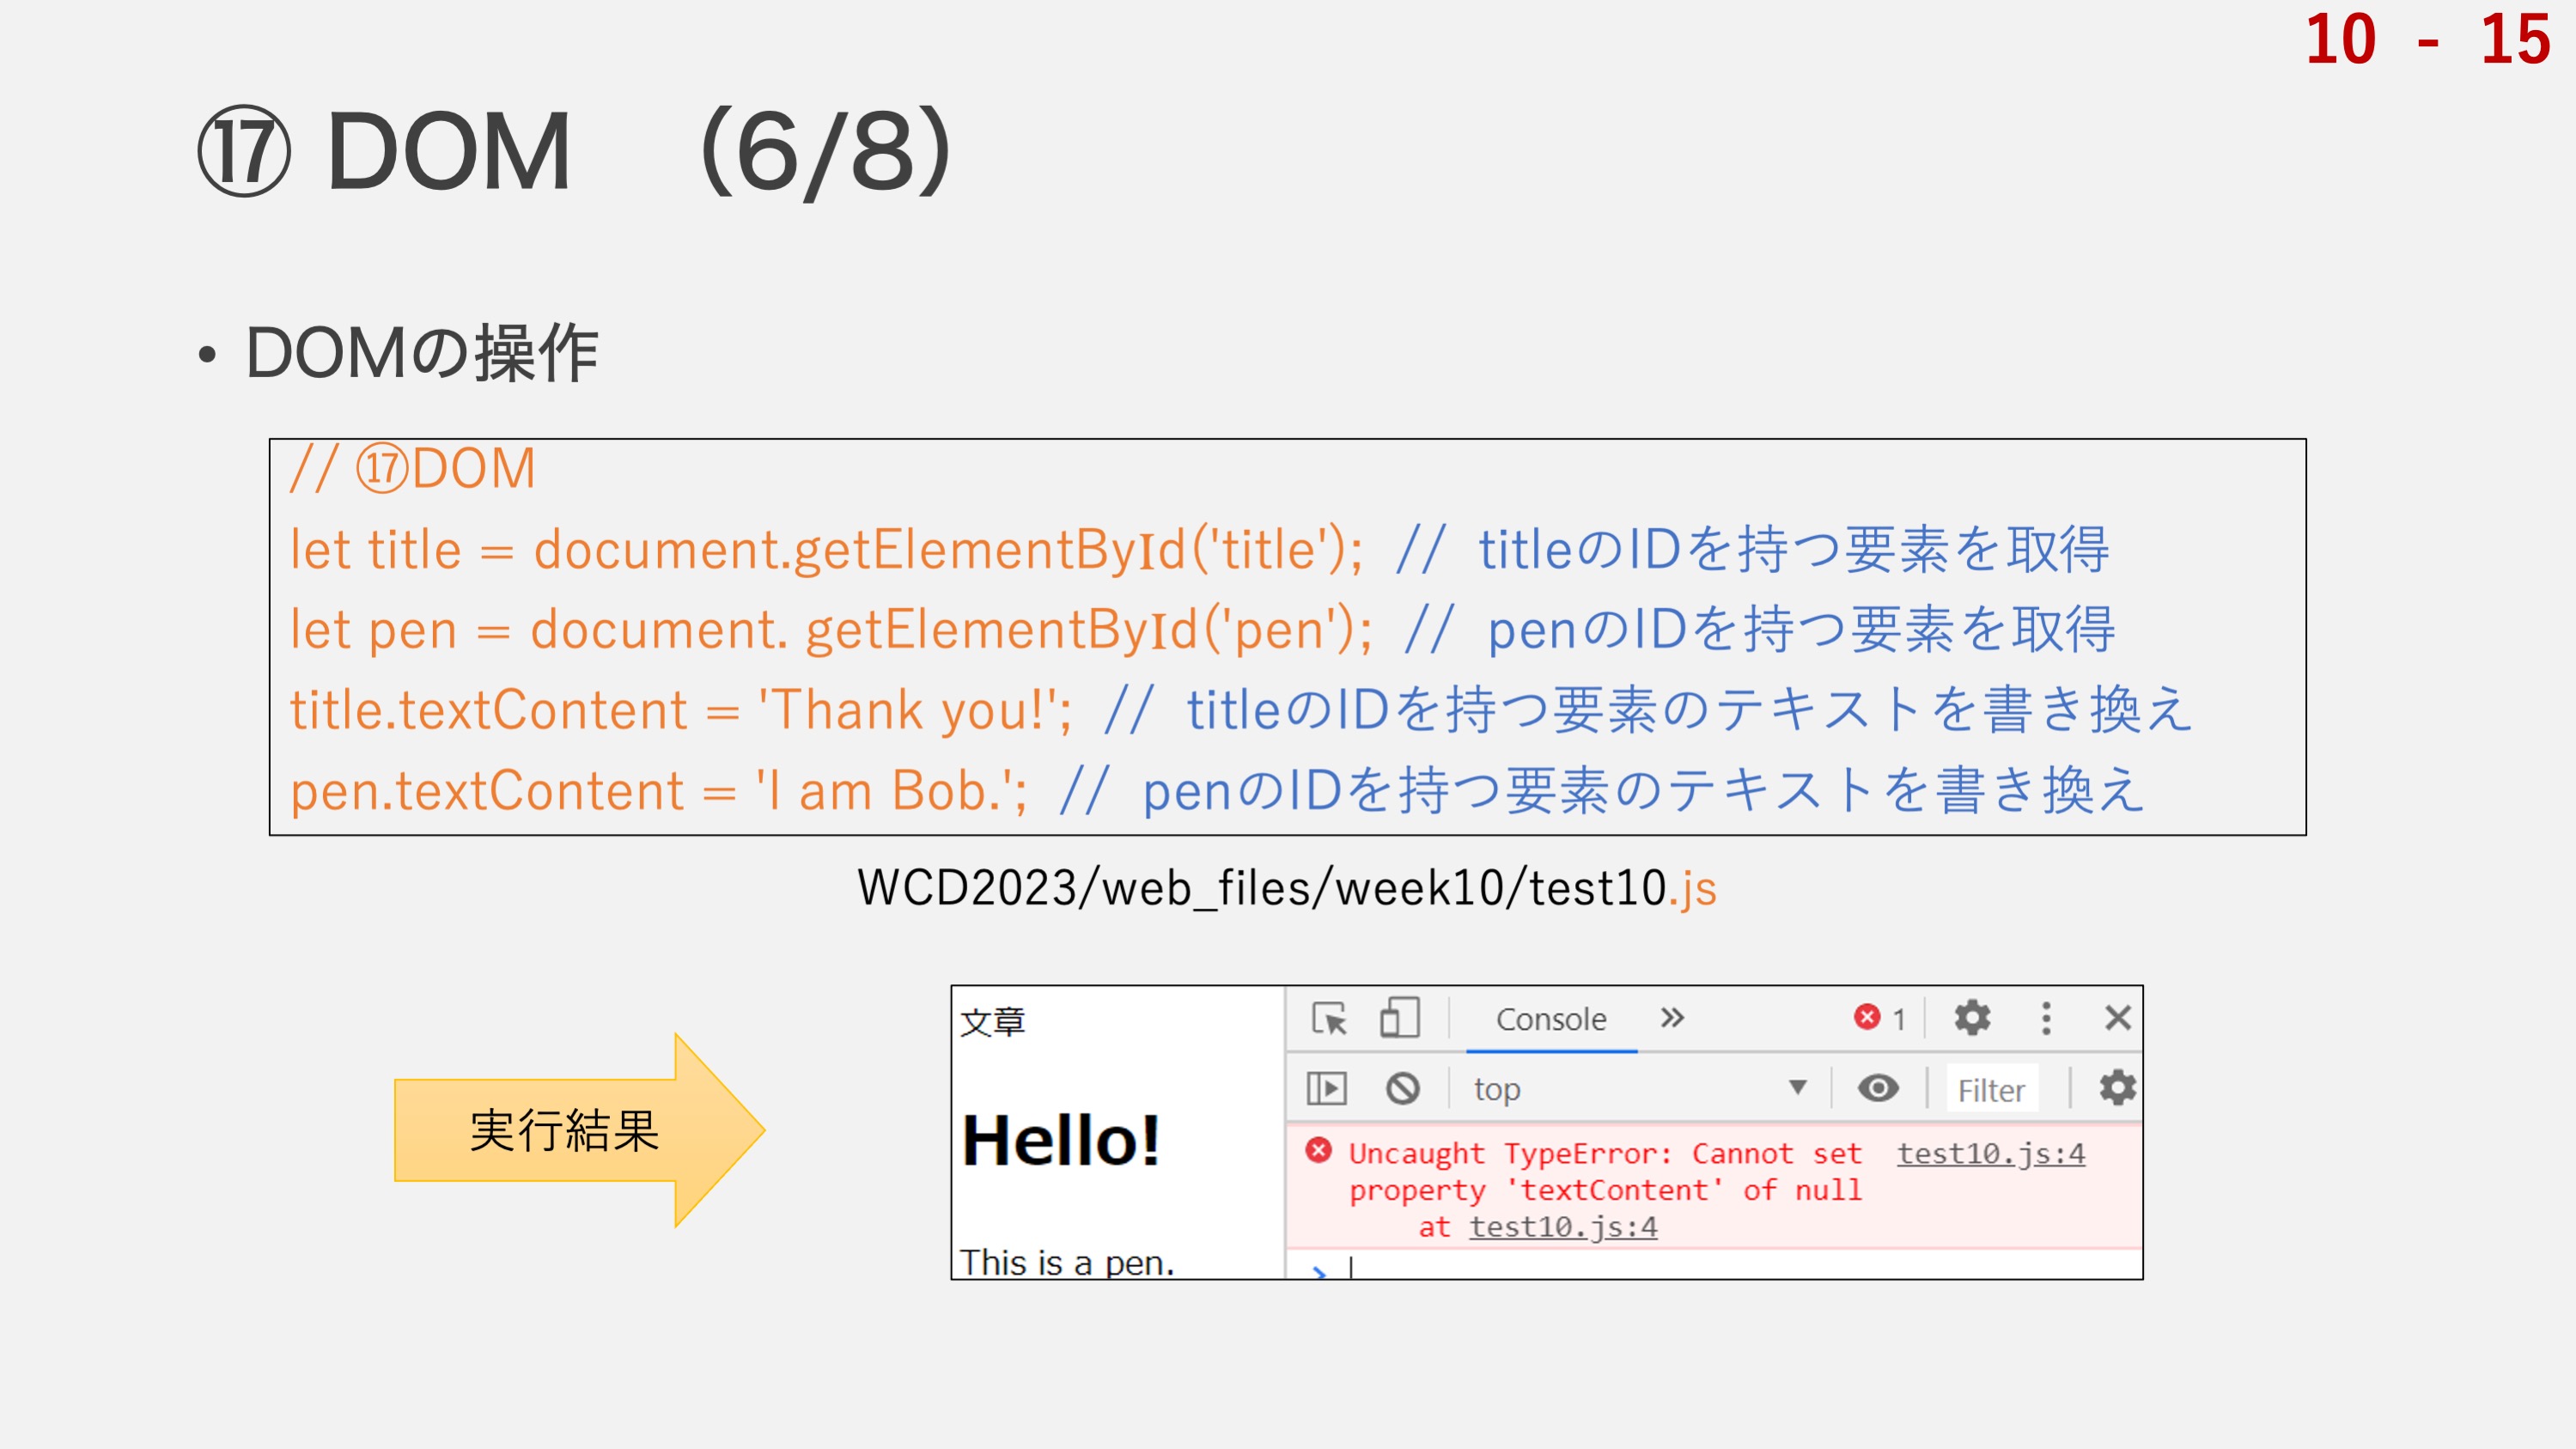 10 - 15
⑰ DOM （6/8）
• DOMの操作
// ⑰DOM
let title = document.getElementById('title'); // titleのIDを持つ要素を取得
let pen = document. getElementById('pen'); // penのIDを持つ要素を取得
title.textContent = 'Thank you!'; // titleのIDを持つ要素のテキストを書き換え
pen.textContent = 'I am Bob.'; // penのIDを持つ要素のテキストを書き換え
WCD2023/web_files/week10/test10.js
実行結果
文章
Hello!
This is a pen.
Console » 1
top Filter
Uncaught TypeError: Cannot set test10.js:4
property 'textContent' of null
at test10.js:4